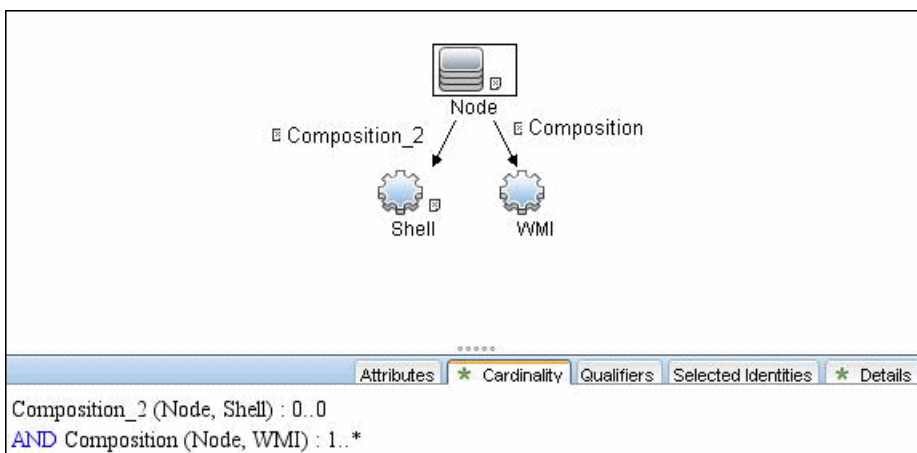 Node
Composition_2
Composition
Shell
WMI
Attributes
Cardinality
Qualifiers
Selected Identities
Details
Composition_2 (Node, Shell) : 0..0
AND Composition (Node, WMI) : 1..*